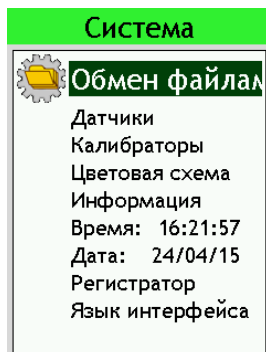 Система
Обмен файлам
Датчики
Калибраторы
Цветовая схема
Информация
Время: 16:21:57
Дата: 24/04/15
Регистратор
Язык интерфейса